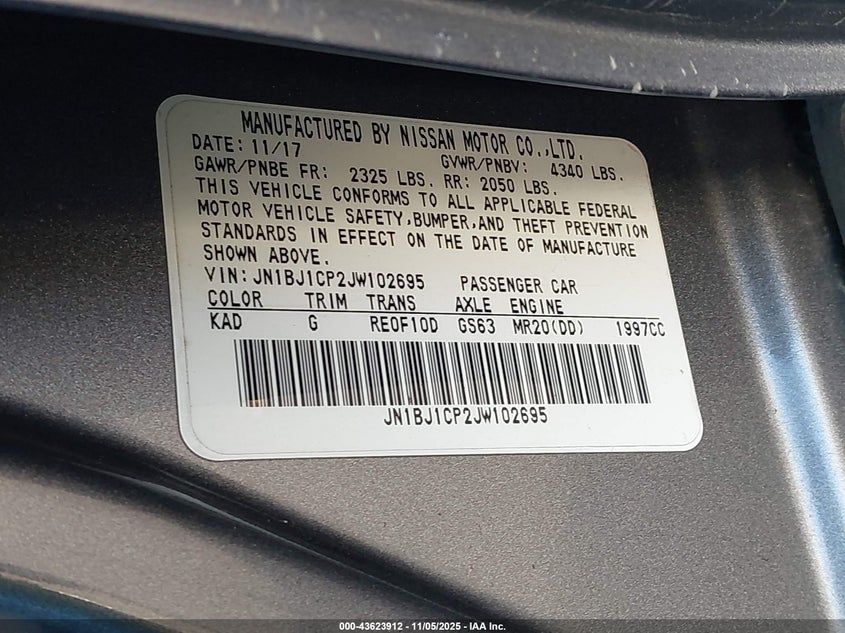 MANUFACTURED BY NISSAN MOTOR CO.,LTD.
DATE: 11/17 GVWR/PNBV: 4340 LBS.
GAWR/PNBE FR: 2325 LBS. RR: 2050 LBS.
THIS VEHICLE CONFORMS TO ALL APPLICABLE FEDERAL
MOTOR VEHICLE SAFETY,BUMPER,AND THEFT PREVENTION
STANDARDS IN EFFECT ON THE DATE OF MANUFACTURE
SHOWN ABOVE.
VIN: JN1BJ1CP2JW102695 PASSENGER CAR
COLOR TRIM TRANS AXLE ENGINE
KAD G RE0F10D GS63 MR20(DD) 1997CC
JN1BJ1CP2JW102695
000-43623912 - 11/05/2025 - IAA Inc.